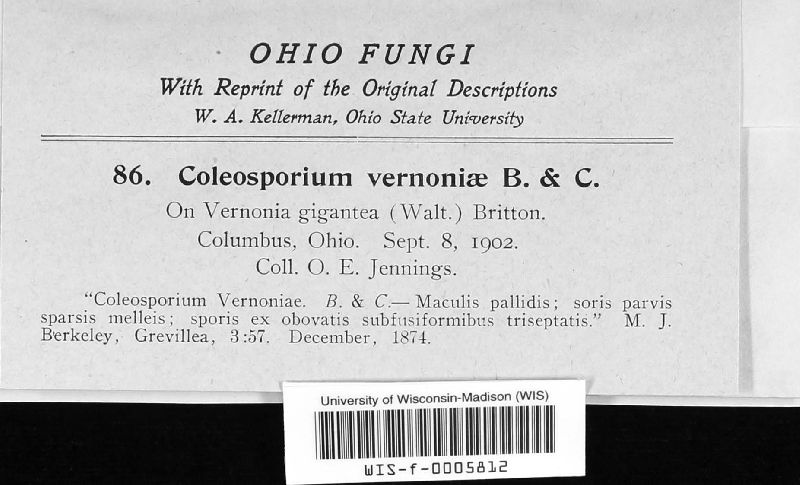 OHIO FUNGI
With Reprint of the Original Descriptions
W. A. Kellerman, Ohio State University
86. Coleosporium vernoniæ B. & C.
On Vernonia gigantea (Walt.) Britton.
Columbus, Ohio. Sept. 8, 1902.
Coll. O. E. Jennings.
"Coleosporium Vernoniae. B. & C.— Maculis pallidis; soris parvis
sparsis melleis; sporis ex obovatis subfusiformibus triseptatis." M. J.
Berkeley, Grevillea, 3:57. December, 1874.
University of Wisconsin-Madison (WIS)
WIS-f-0005812